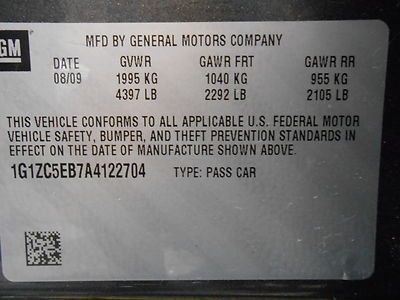 GM
MFD BY GENERAL MOTORS COMPANY
DATE GVWR GAWR FRT GAWR RR
08/09 1995 KG 1040 KG 955 KG
4397 LB 2292 LB 2105 LB
THIS VEHICLE CONFORMS TO ALL APPLICABLE U.S. FEDERAL MOTOR
VEHICLE SAFETY, BUMPER, AND THEFT PREVENTION STANDARDS IN
EFFECT ON THE DATE OF MANUFACTURE SHOWN ABOVE.
1G1ZC5EB7A4122704 TYPE: PASS CAR